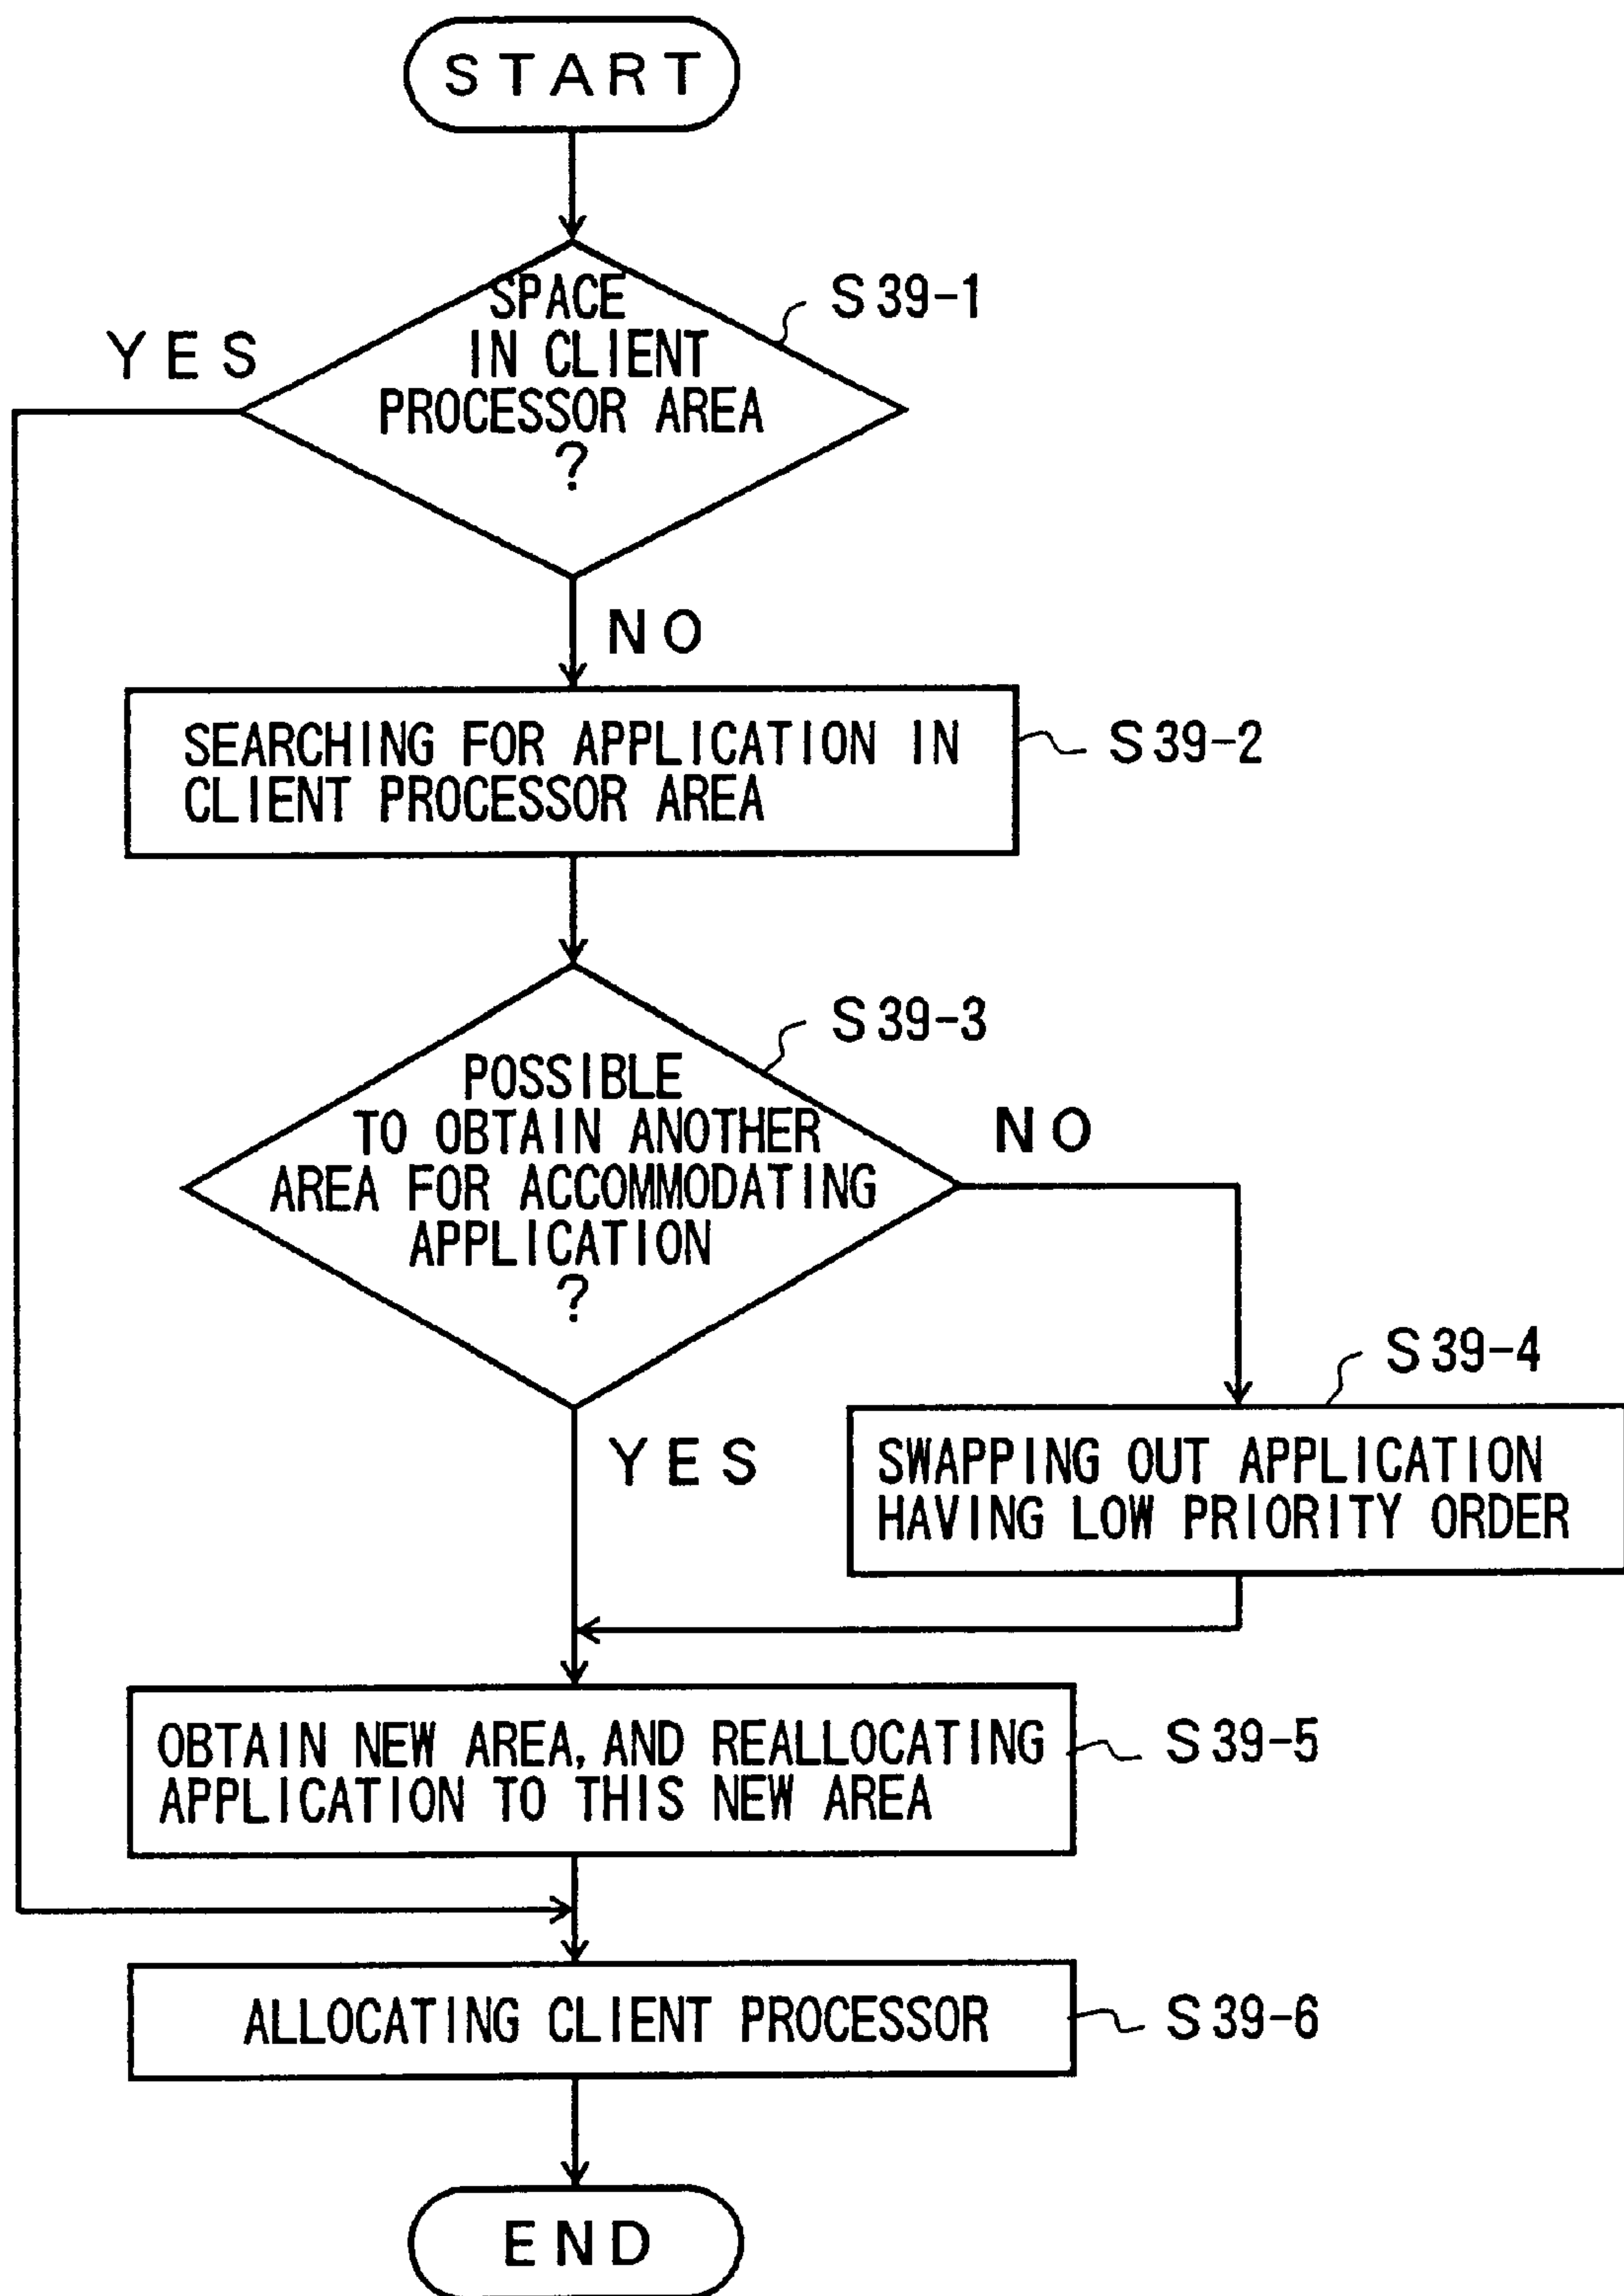 START
SPACE
IN CLIENT
PROCESSOR AREA
?
S39-1
YES
NO
SEARCHING FOR APPLICATION IN
CLIENT PROCESSOR AREA
S39-2
POSSIBLE
TO OBTAIN ANOTHER
AREA FOR ACCOMMODATING
APPLICATION
?
S39-3
NO
YES
S39-4
SWAPPING OUT APPLICATION
HAVING LOW PRIORITY ORDER
OBTAIN NEW AREA, AND REALLOCATING
APPLICATION TO THIS NEW AREA
S39-5
ALLOCATING CLIENT PROCESSOR
S39-6
END